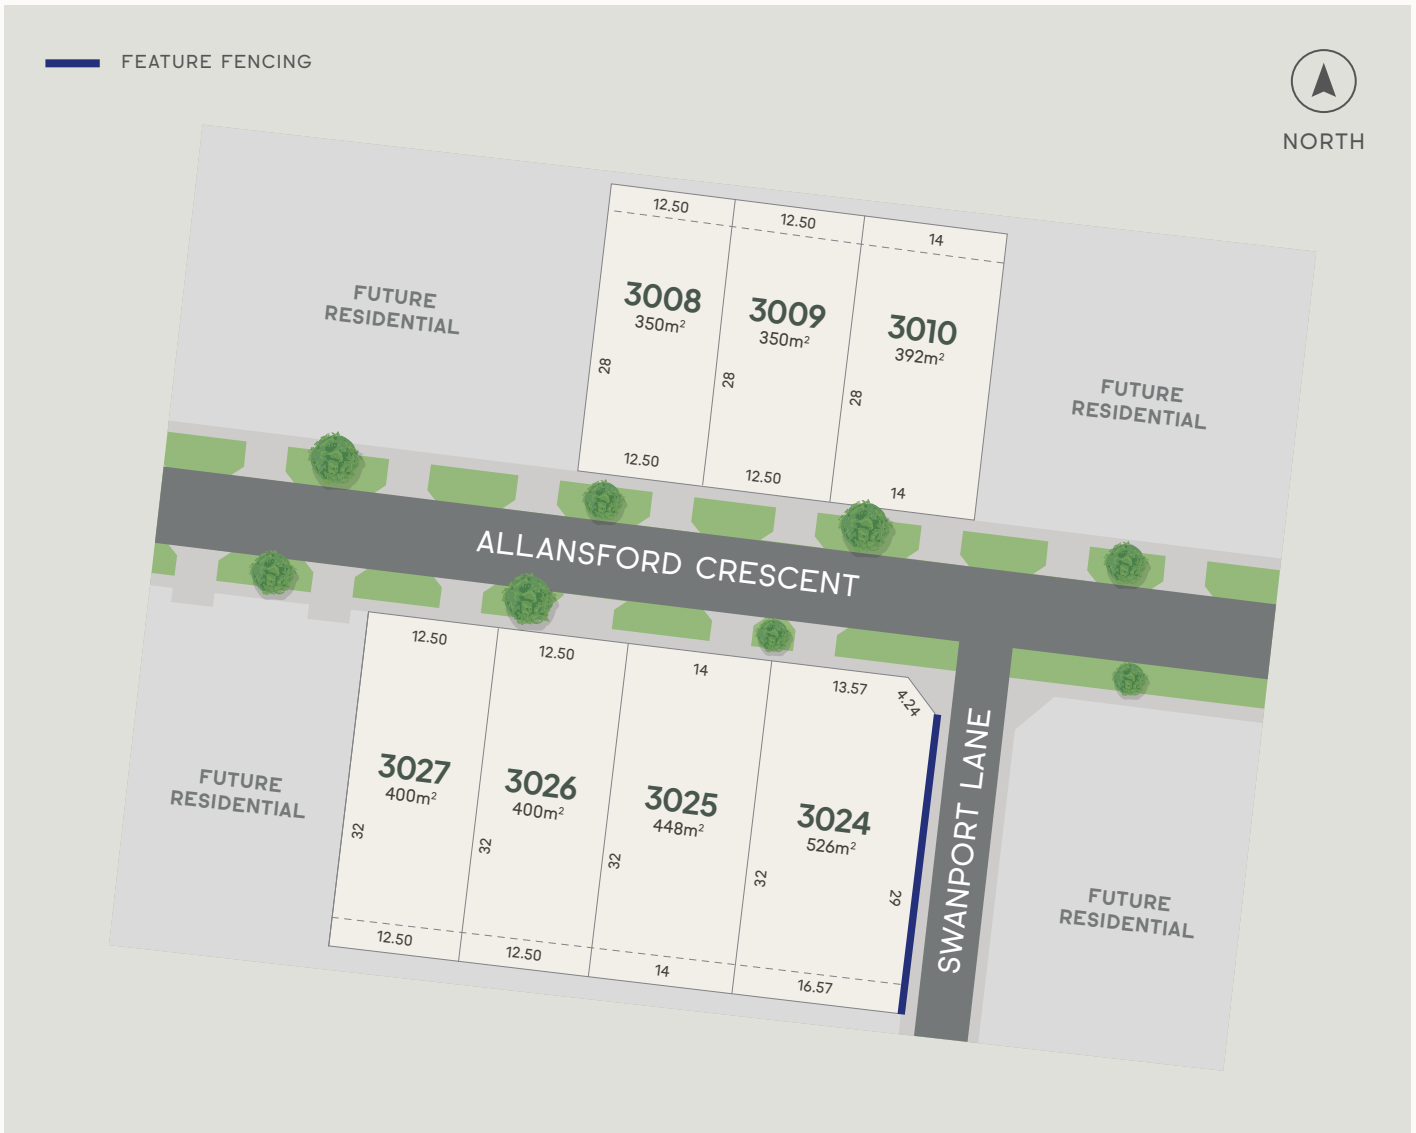 FEATURE FENCING
NORTH
12.50
12.50
14
FUTURE
RESIDENTIAL
3008
350m²
3009
350m²
3010
392m²
28
28
28
FUTURE
RESIDENTIAL
12.50
12.50
14
ALLANSFORD CRESCENT
12.50
12.50
14
13.57
4.24
SWANPORT LANE
FUTURE
RESIDENTIAL
3027
400m²
3026
400m²
3025
448m²
3024
526m²
32
32
32
32
29
FUTURE
RESIDENTIAL
12.50
12.50
14
16.57